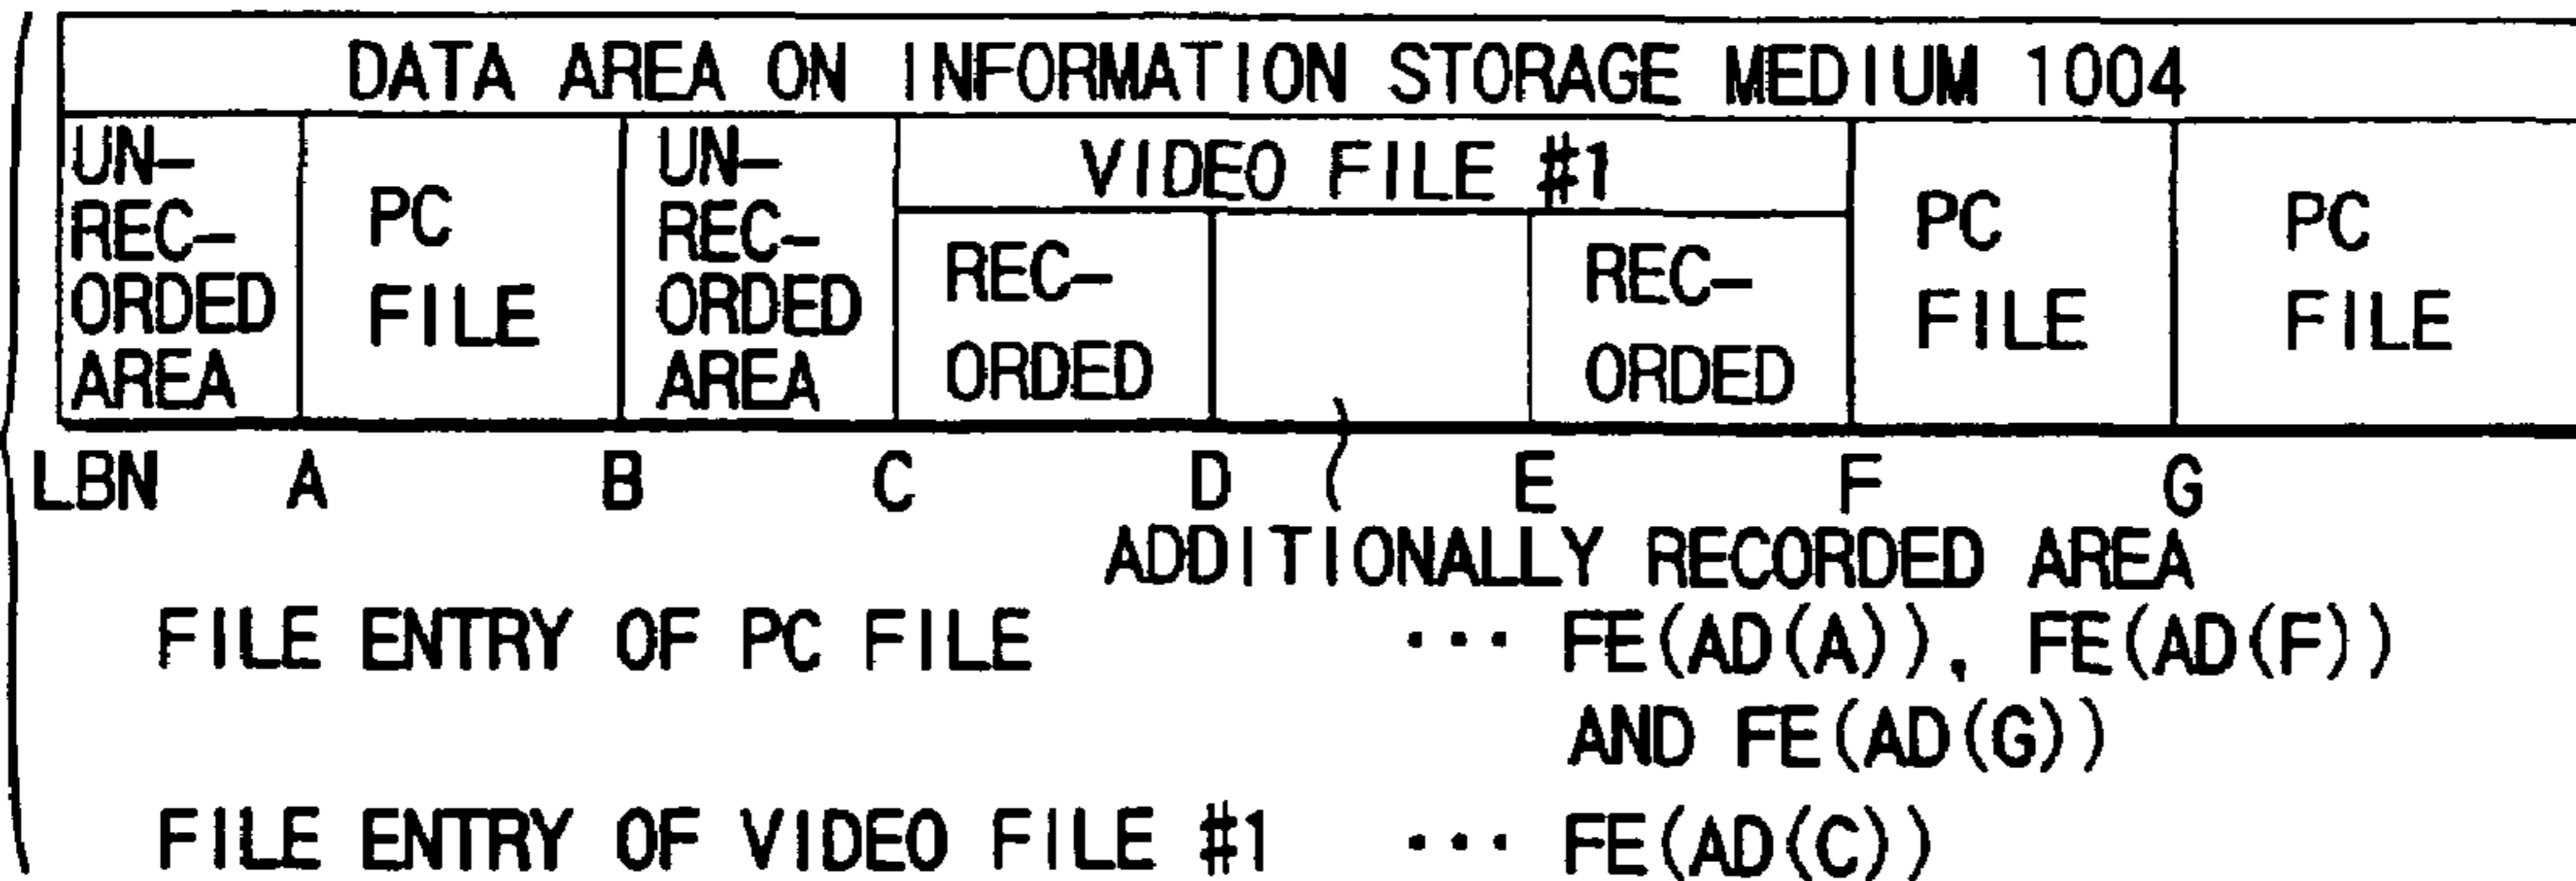 DATA AREA ON INFORMATION STORAGE MEDIUM 1004
UN-
REC-
ORDED
AREA
PC
FILE
UN-
REC-
ORDED
AREA
VIDEO FILE #1
REC-
ORDED
REC-
ORDED
PC
FILE
PC
FILE
LBN A B C D E F G
ADDITIONALLY RECORDED AREA
FILE ENTRY OF PC FILE ··· FE(AD(A)), FE(AD(F))
AND FE(AD(G))
FILE ENTRY OF VIDEO FILE #1 ··· FE(AD(C))